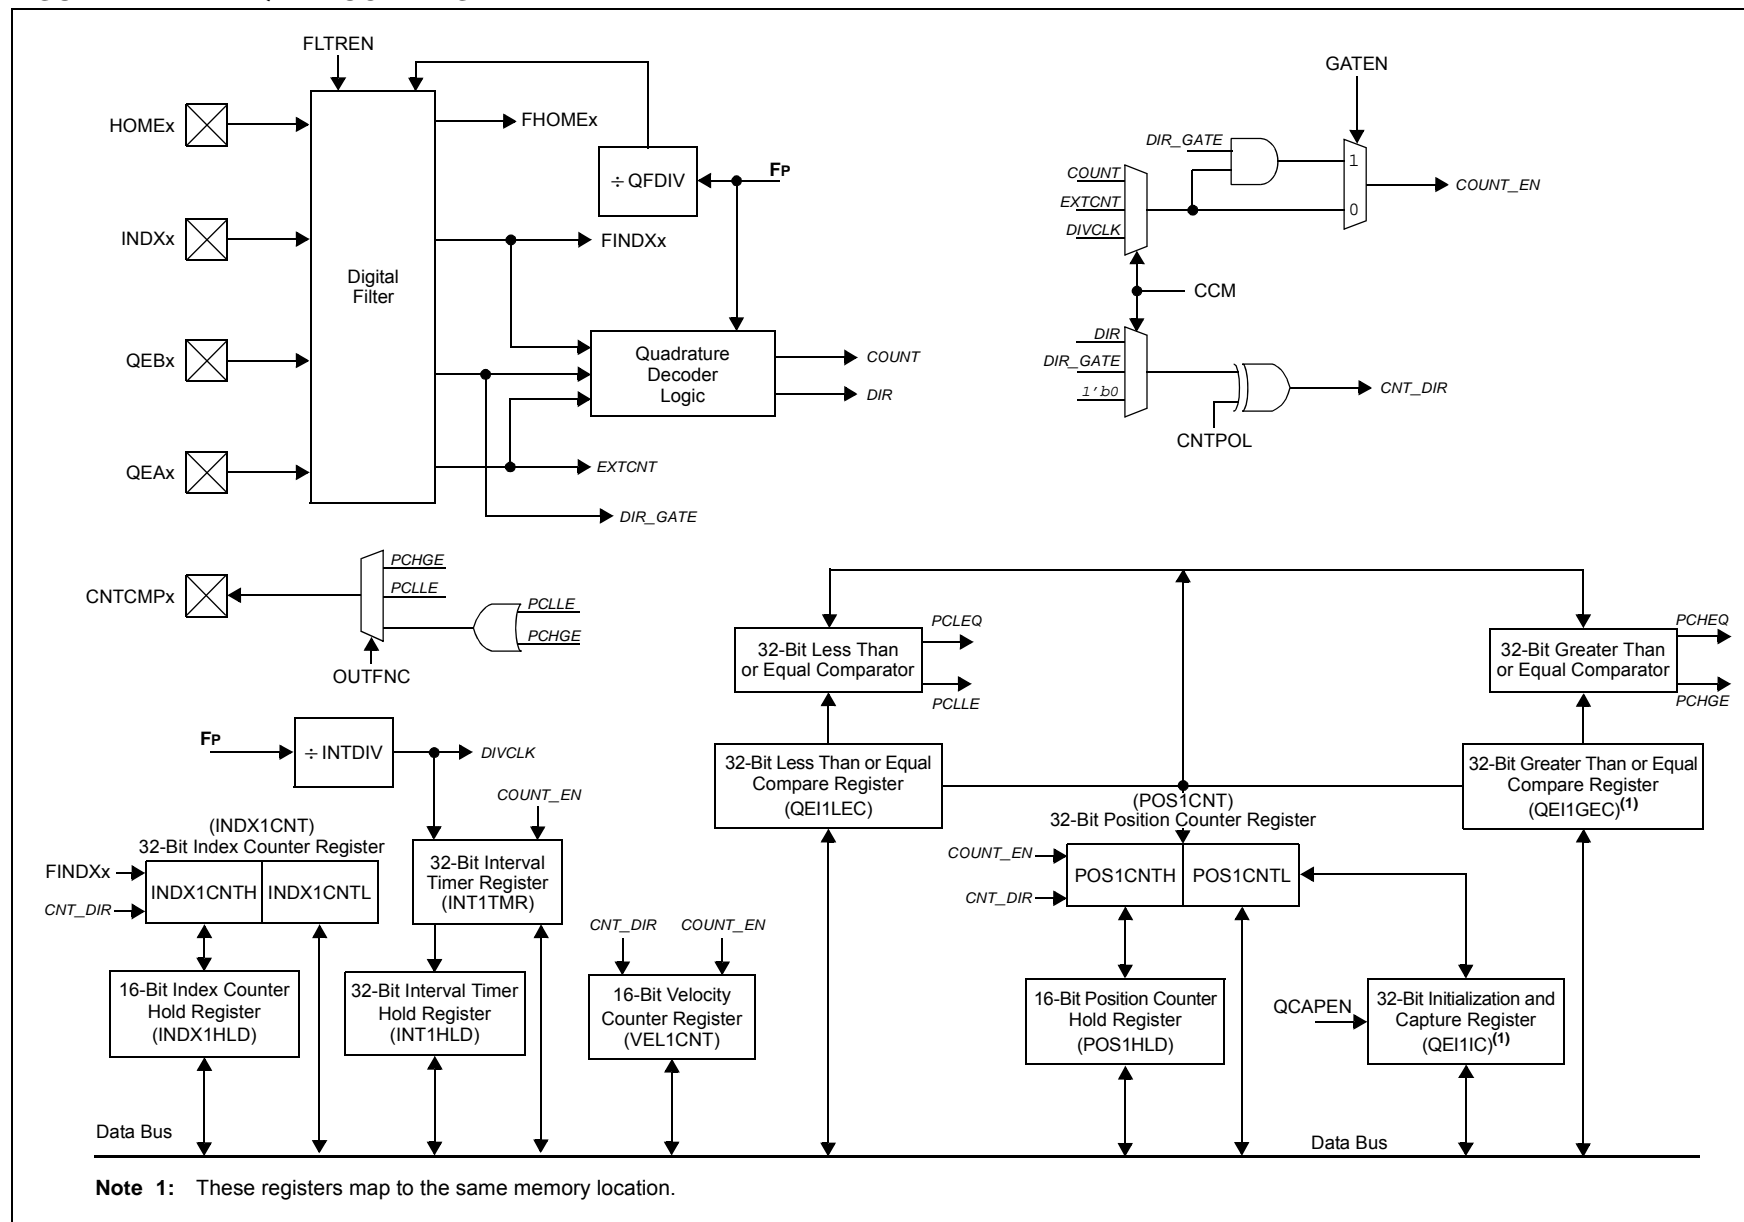 FLTREN
HOMEx
FHOMEx
÷ QFDIV
FP
INDXx
FINDXx
Digital
Filter
QEBx
Quadrature
Decoder
Logic
COUNT
DIR
QEAx
EXTCNT
DIR_GATE
GATEN
DIR_GATE
COUNT
EXTCNT
DIVCLK
1
0
COUNT_EN
CCM
DIR
DIR_GATE
1'b0
CNT_DIR
CNTPOL
CNTCMPx
PCHGE
PCLLE
PCLLE
PCHGE
OUTFNC
32-Bit Less Than
or Equal Comparator
PCLEQ
PCLLE
32-Bit Greater Than
or Equal Comparator
PCHEQ
PCHGE
FP
÷ INTDIV
DIVCLK
COUNT_EN
32-Bit Less Than or Equal
Compare Register
(QEI1LEC)
32-Bit Greater Than or Equal
Compare Register
(QEI1GEC)(1)
(INDX1CNT)
32-Bit Index Counter Register
FINDXx
CNT_DIR
INDX1CNTH
INDX1CNTL
32-Bit Interval
Timer Register
(INT1TMR)
(POS1CNT)
32-Bit Position Counter Register
COUNT_EN
CNT_DIR
POS1CNTH
POS1CNTL
CNT_DIR
COUNT_EN
16-Bit Index Counter
Hold Register
(INDX1HLD)
32-Bit Interval Timer
Hold Register
(INT1HLD)
16-Bit Velocity
Counter Register
(VEL1CNT)
16-Bit Position Counter
Hold Register
(POS1HLD)
QCAPEN
32-Bit Initialization and
Capture Register
(QEI1IC)(1)
Data Bus
Data Bus
Note 1: These registers map to the same memory location.